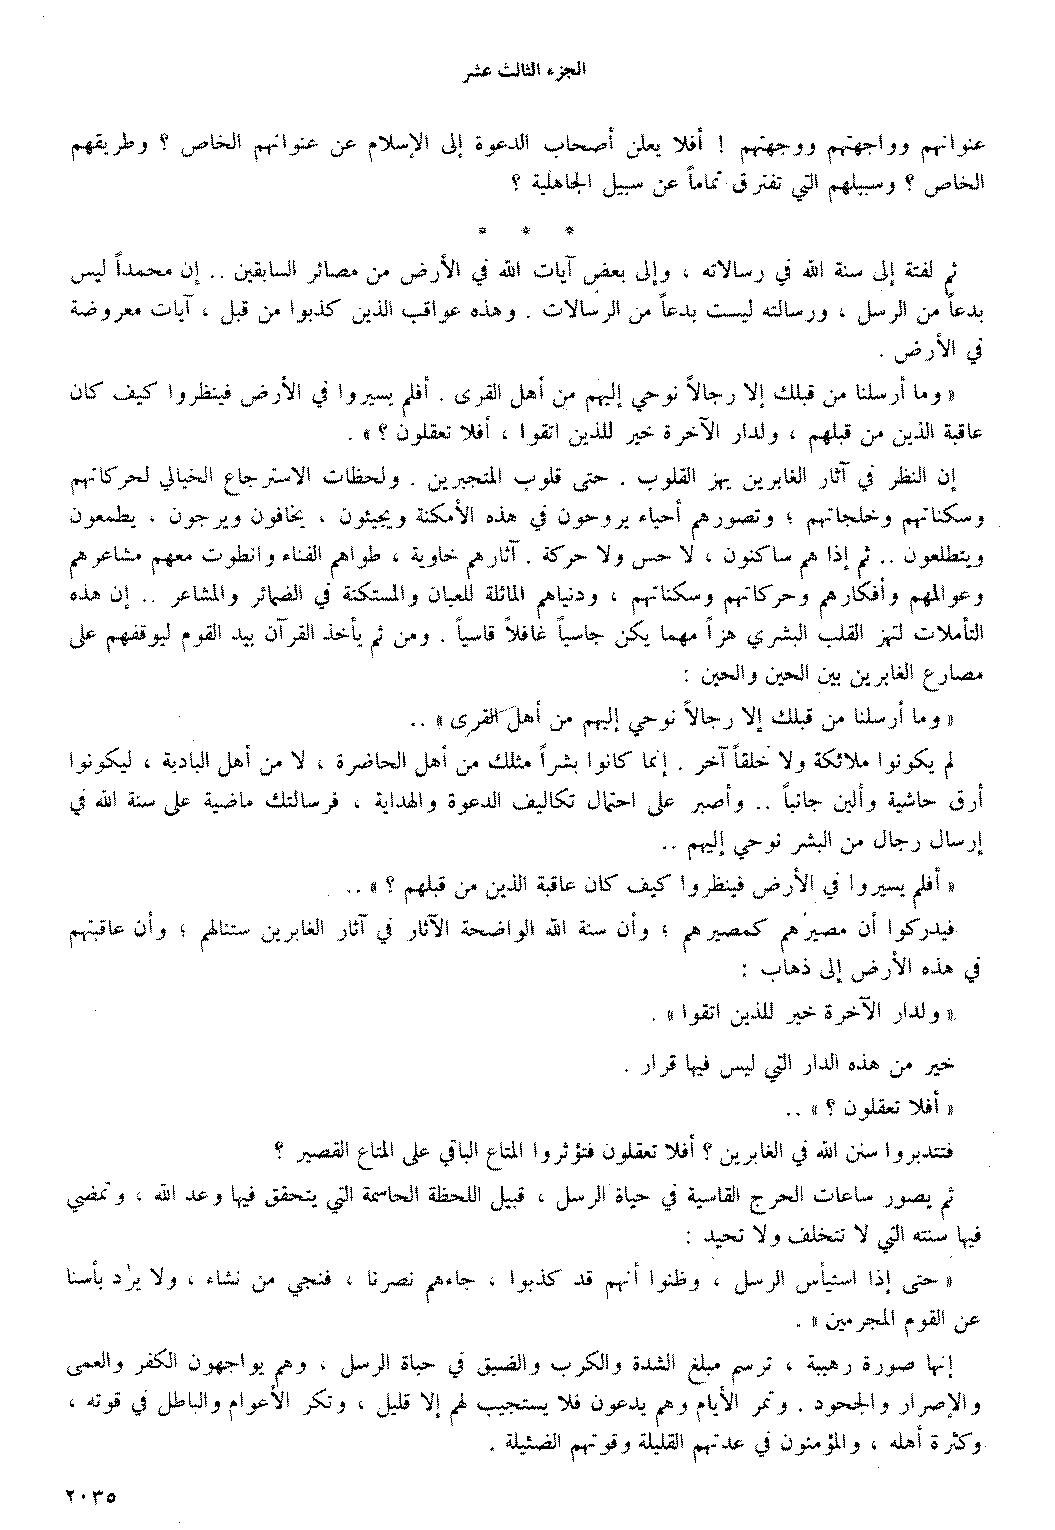 الجزء الثالث عشر
عنوانهم وواجهتهم ووجهتهم ! أفلا يعلن أصحاب الدعوة إلى الإسلام عن عنوانهم الخاص ؟ وطريقهم
الخاص ؟ وسبيلهم التي تفترق تماماً عن سبيل الجاهلية ؟
* * *
ثم لفتة إلى سنة الله في رسالاته ، وإلى بعض آيات الله في الأرض من مصائر السابقين .. إن محمداً ليس
بدعاً من الرسل ، ورسالته ليست بدعاً من الرسالات . وهذه عواقب الذين كذبوا من قبل ، آيات معروضة
في الأرض .
« وما أرسلنا من قبلك إلا رجالاً نوحي إليهم من أهل القرى . أفلم يسيروا في الأرض فينظروا كيف كان
عاقبة الذين من قبلهم ، ولدار الآخرة خير للذين اتقوا ، أفلا تعقلون ؟ » .
إن النظر في آثار الغابرين يهز القلوب . حتى قلوب المتجبرين . ولحظات الاسترجاع الخيالي لحركاتهم
وسكناتهم وخلجاتهم ؛ وتصورهم أحياء يروحون في هذه الأمكنة ويجيئون ، يخافون ويرجون ، يطمعون
ويتطلعون .. ثم إذا هم ساكنون ، لا حس ولا حركة . آثارهم خاوية ، طواهم الفناء وانطوت معهم مشاعرهم
وعوالمهم وأفكارهم وحركاتهم وسكناتهم ، ودنياهم الماثلة للعيان والمستكنة في الضمائر والمشاعر .. إن هذه
التأملات لتهز القلب البشري هزاً مهما يكن جاسياً غافلاً قاسياً . ومن ثم يأخذ القرآن بيد القوم ليوقفهم على
مصارع الغابرين بين الحين والحين :
« وما أرسلنا من قبلك إلا رجالاً نوحي إليهم من أهل القرى » ..
لم يكونوا ملائكة ولا خلقاً آخر . إنما كانوا بشراً مثلك من أهل الحاضرة ، لا من أهل البادية ، ليكونوا
أرق حاشية وألين جانباً .. وأصبر على احتمال تكاليف الدعوة والهداية ، فرسالتك ماضية على سنة الله في
إرسال رجال من البشر نوحي إليهم ..
« أفلم يسيروا في الأرض فينظروا كيف كان عاقبة الذين من قبلهم ؟ » ..
فيدركوا أن مصيرهم كمصيرهم ؛ وأن سنة الله الواضحة الآثار في آثار الغابرين ستنالهم ؛ وأن عاقبتهم
في هذه الأرض إلى ذهاب :
« ولدار الآخرة خير للذين اتقوا » .
خير من هذه الدار التي ليس فيها قرار .
« أفلا تعقلون ؟ » ..
فتتدبروا سنن الله في الغابرين ؟ أفلا تعقلون فتؤثروا المتاع الباقي على المتاع القصير ؟
ثم يصور ساعات الحرج القاسية في حياة الرسل ، قبيل اللحظة الحاسمة التي يتحقق فيها وعد الله ، وتمضي
فيها سنته التي لا تتخلف ولا تحيد :
« حتى إذا استيأس الرسل ، وظنوا أنهم قد كذبوا ، جاءهم نصرنا ، فنجي من نشاء ، ولا يرد بأسنا
عن القوم المجرمين » .
إنها صورة رهيبة ، ترسم مبلغ الشدة والكرب والضيق في حياة الرسل ، وهم يواجهون الكفر والعمى
والإصرار والجحود . وتمر الأيام وهم يدعون فلا يستجيب لهم إلا قليل ، وتكر الأعوام والباطل في قوته ،
وكثرة أهله ، والمؤمنون في عدتهم القليلة وقوتهم الضئيلة .
٢٠٣٥